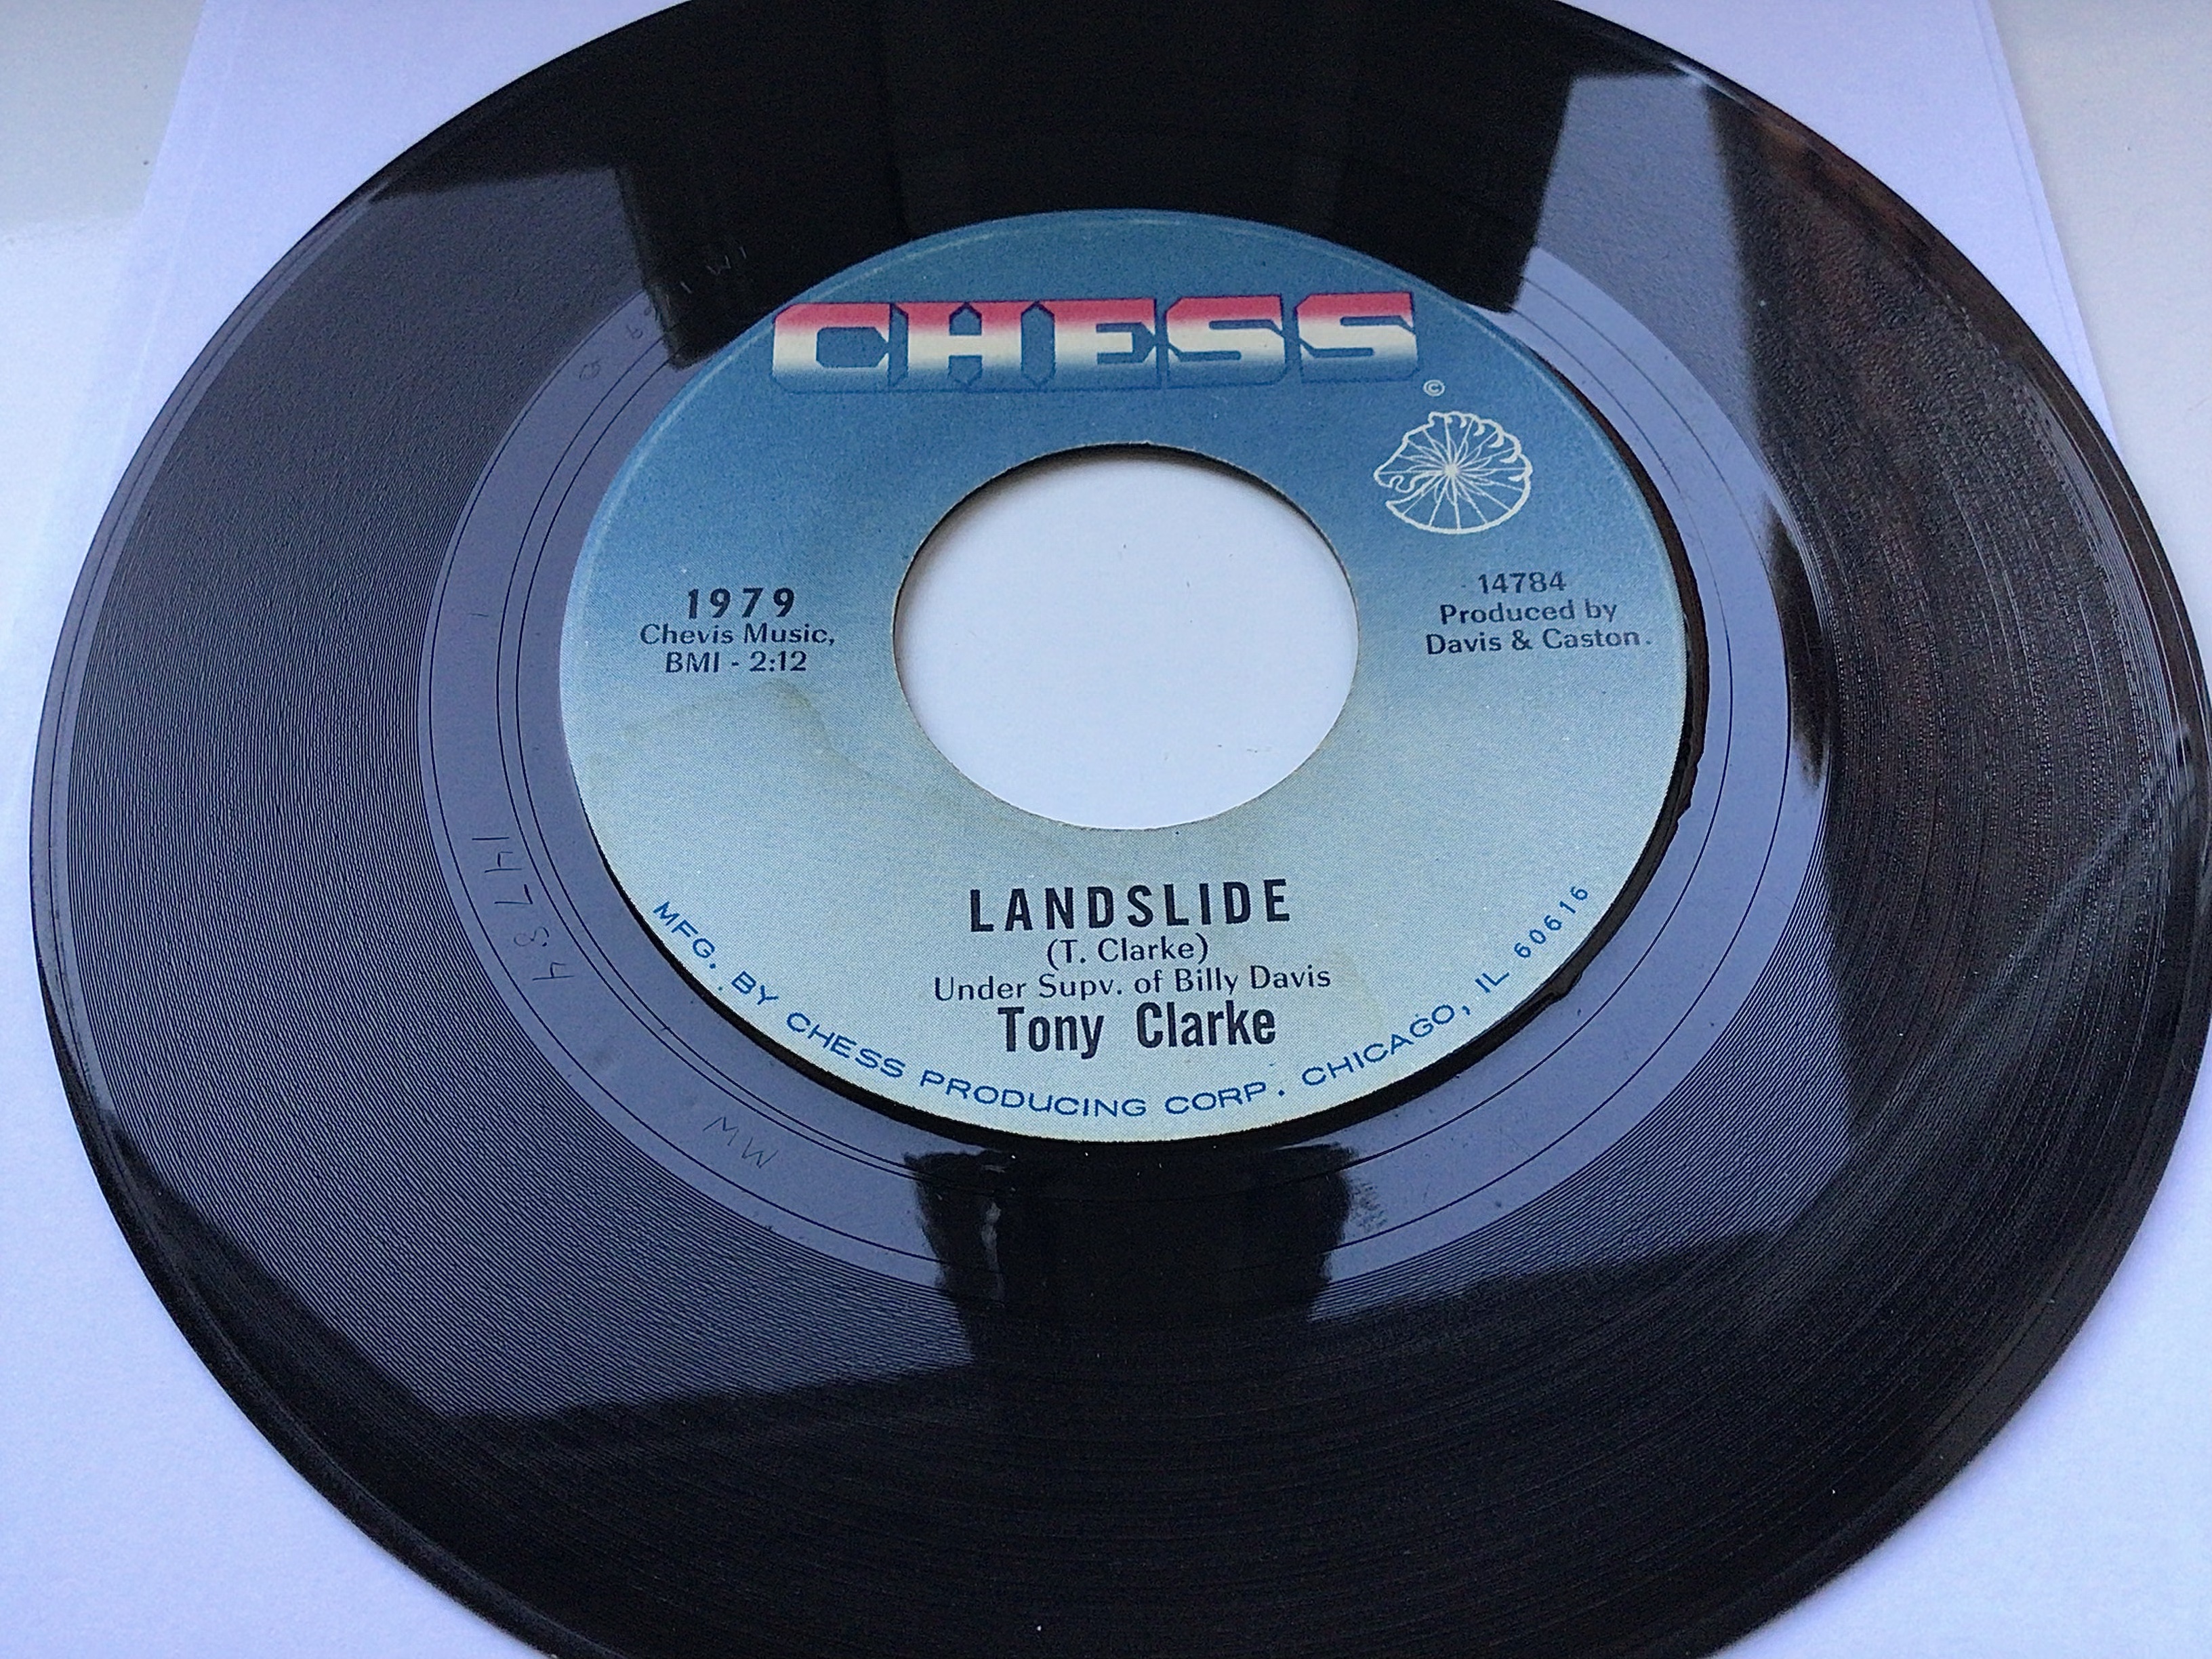 CHESS
©
1979
Chevis Music,
BMI - 2:12
14784
Produced by
Davis & Caston.
LANDSLIDE
(T. Clarke)
Under Supv. of Billy Davis
Tony Clarke
MFG. BY CHESS PRODUCING CORP. CHICAGO, IL 60616
14784
MW